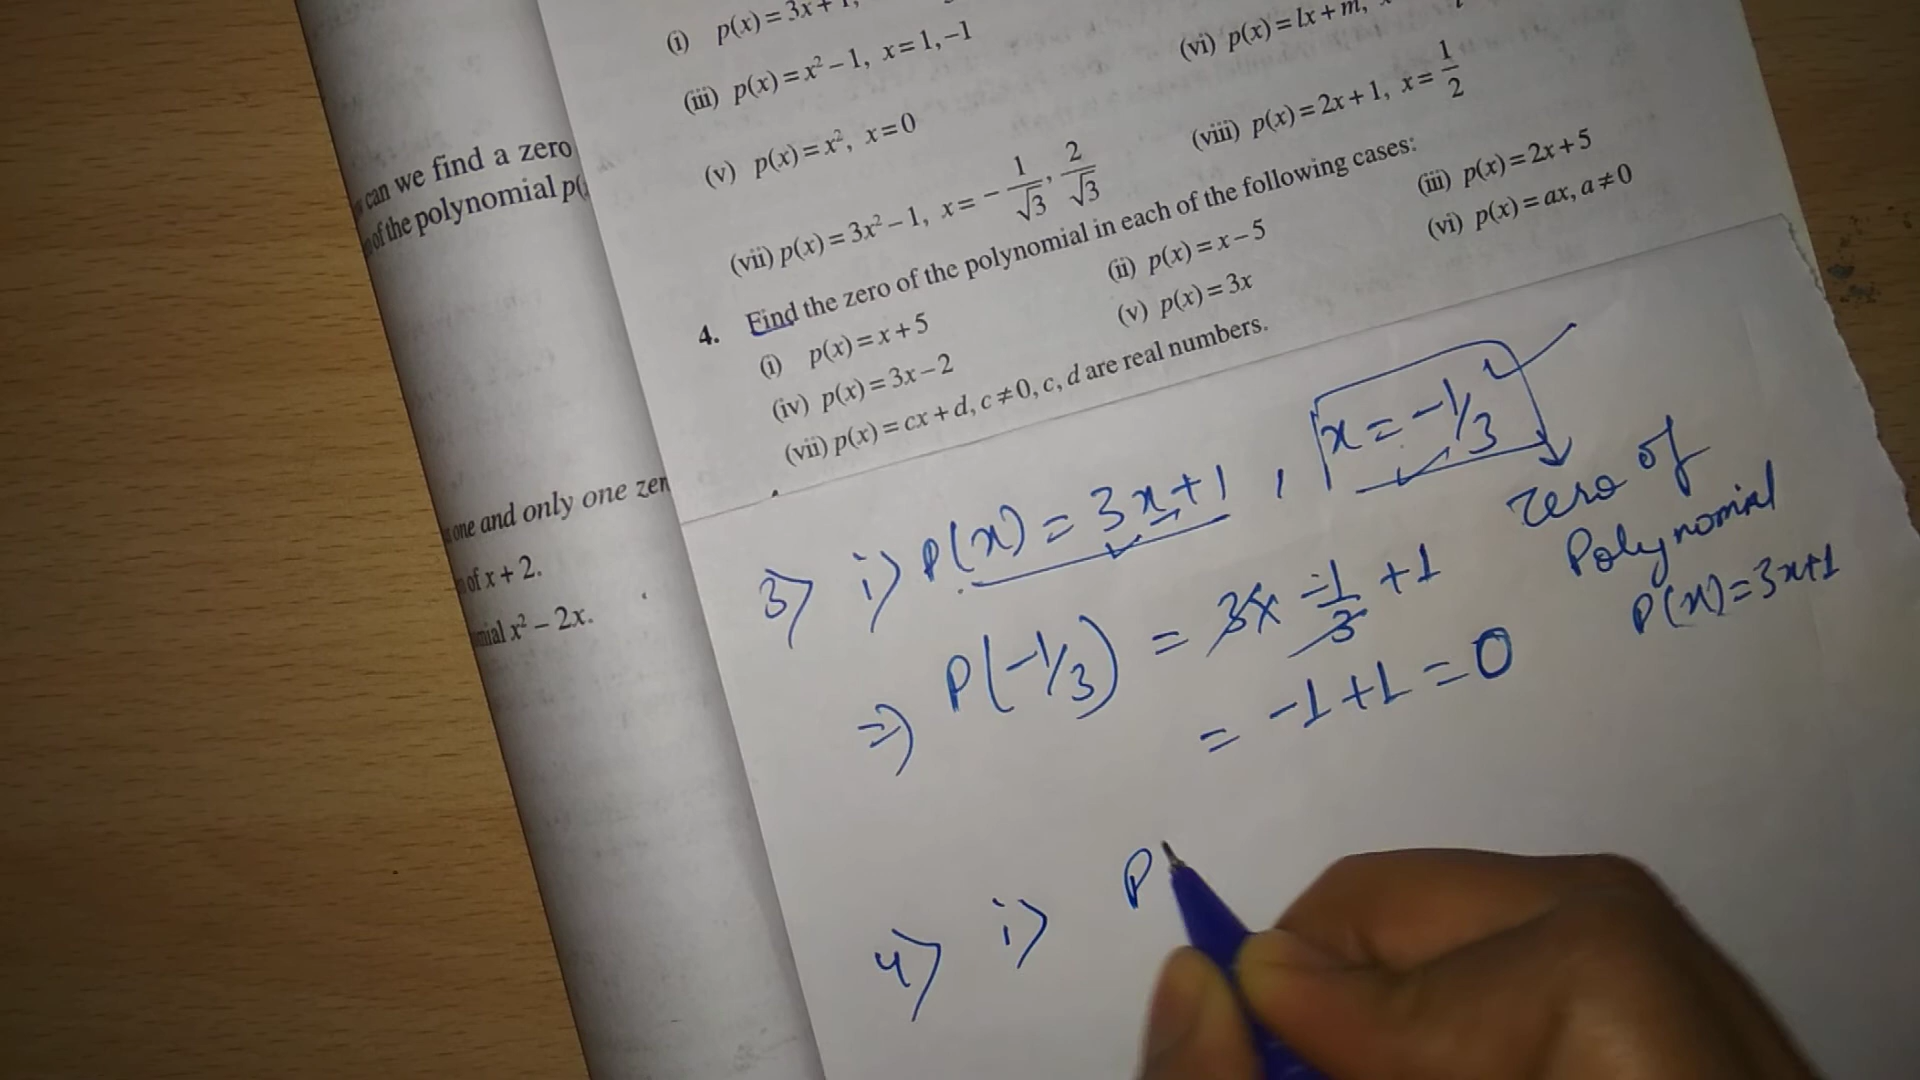 (i) p(x) = 3x + 1,
(iii) p(x) = x² – 1, x = 1, –1
(vi) p(x) = lx + m,
(v) p(x) = x², x = 0
(viii) p(x) = 2x + 1, x = 1/2
(vii) p(x) = 3x² – 1, x = – 1/√3, 2/√3
4. Find the zero of the polynomial in each of the following cases:
(i) p(x) = x + 5
(ii) p(x) = x – 5
(iii) p(x) = 2x + 5
(iv) p(x) = 3x – 2
(v) p(x) = 3x
(vi) p(x) = ax, a ≠ 0
(vii) p(x) = cx + d, c ≠ 0, c, d are real numbers.
can we find a zero
of the polynomial p(
one and only one zer
of x + 2.
x² – 2x.
3) i) P(x) = 3x+1 , x = -1/3
zero of
Polynomial
P(x)=3x+1
=) P(-1/3) = 3x -1/3 +1
= -1+1 = 0
4) i) P